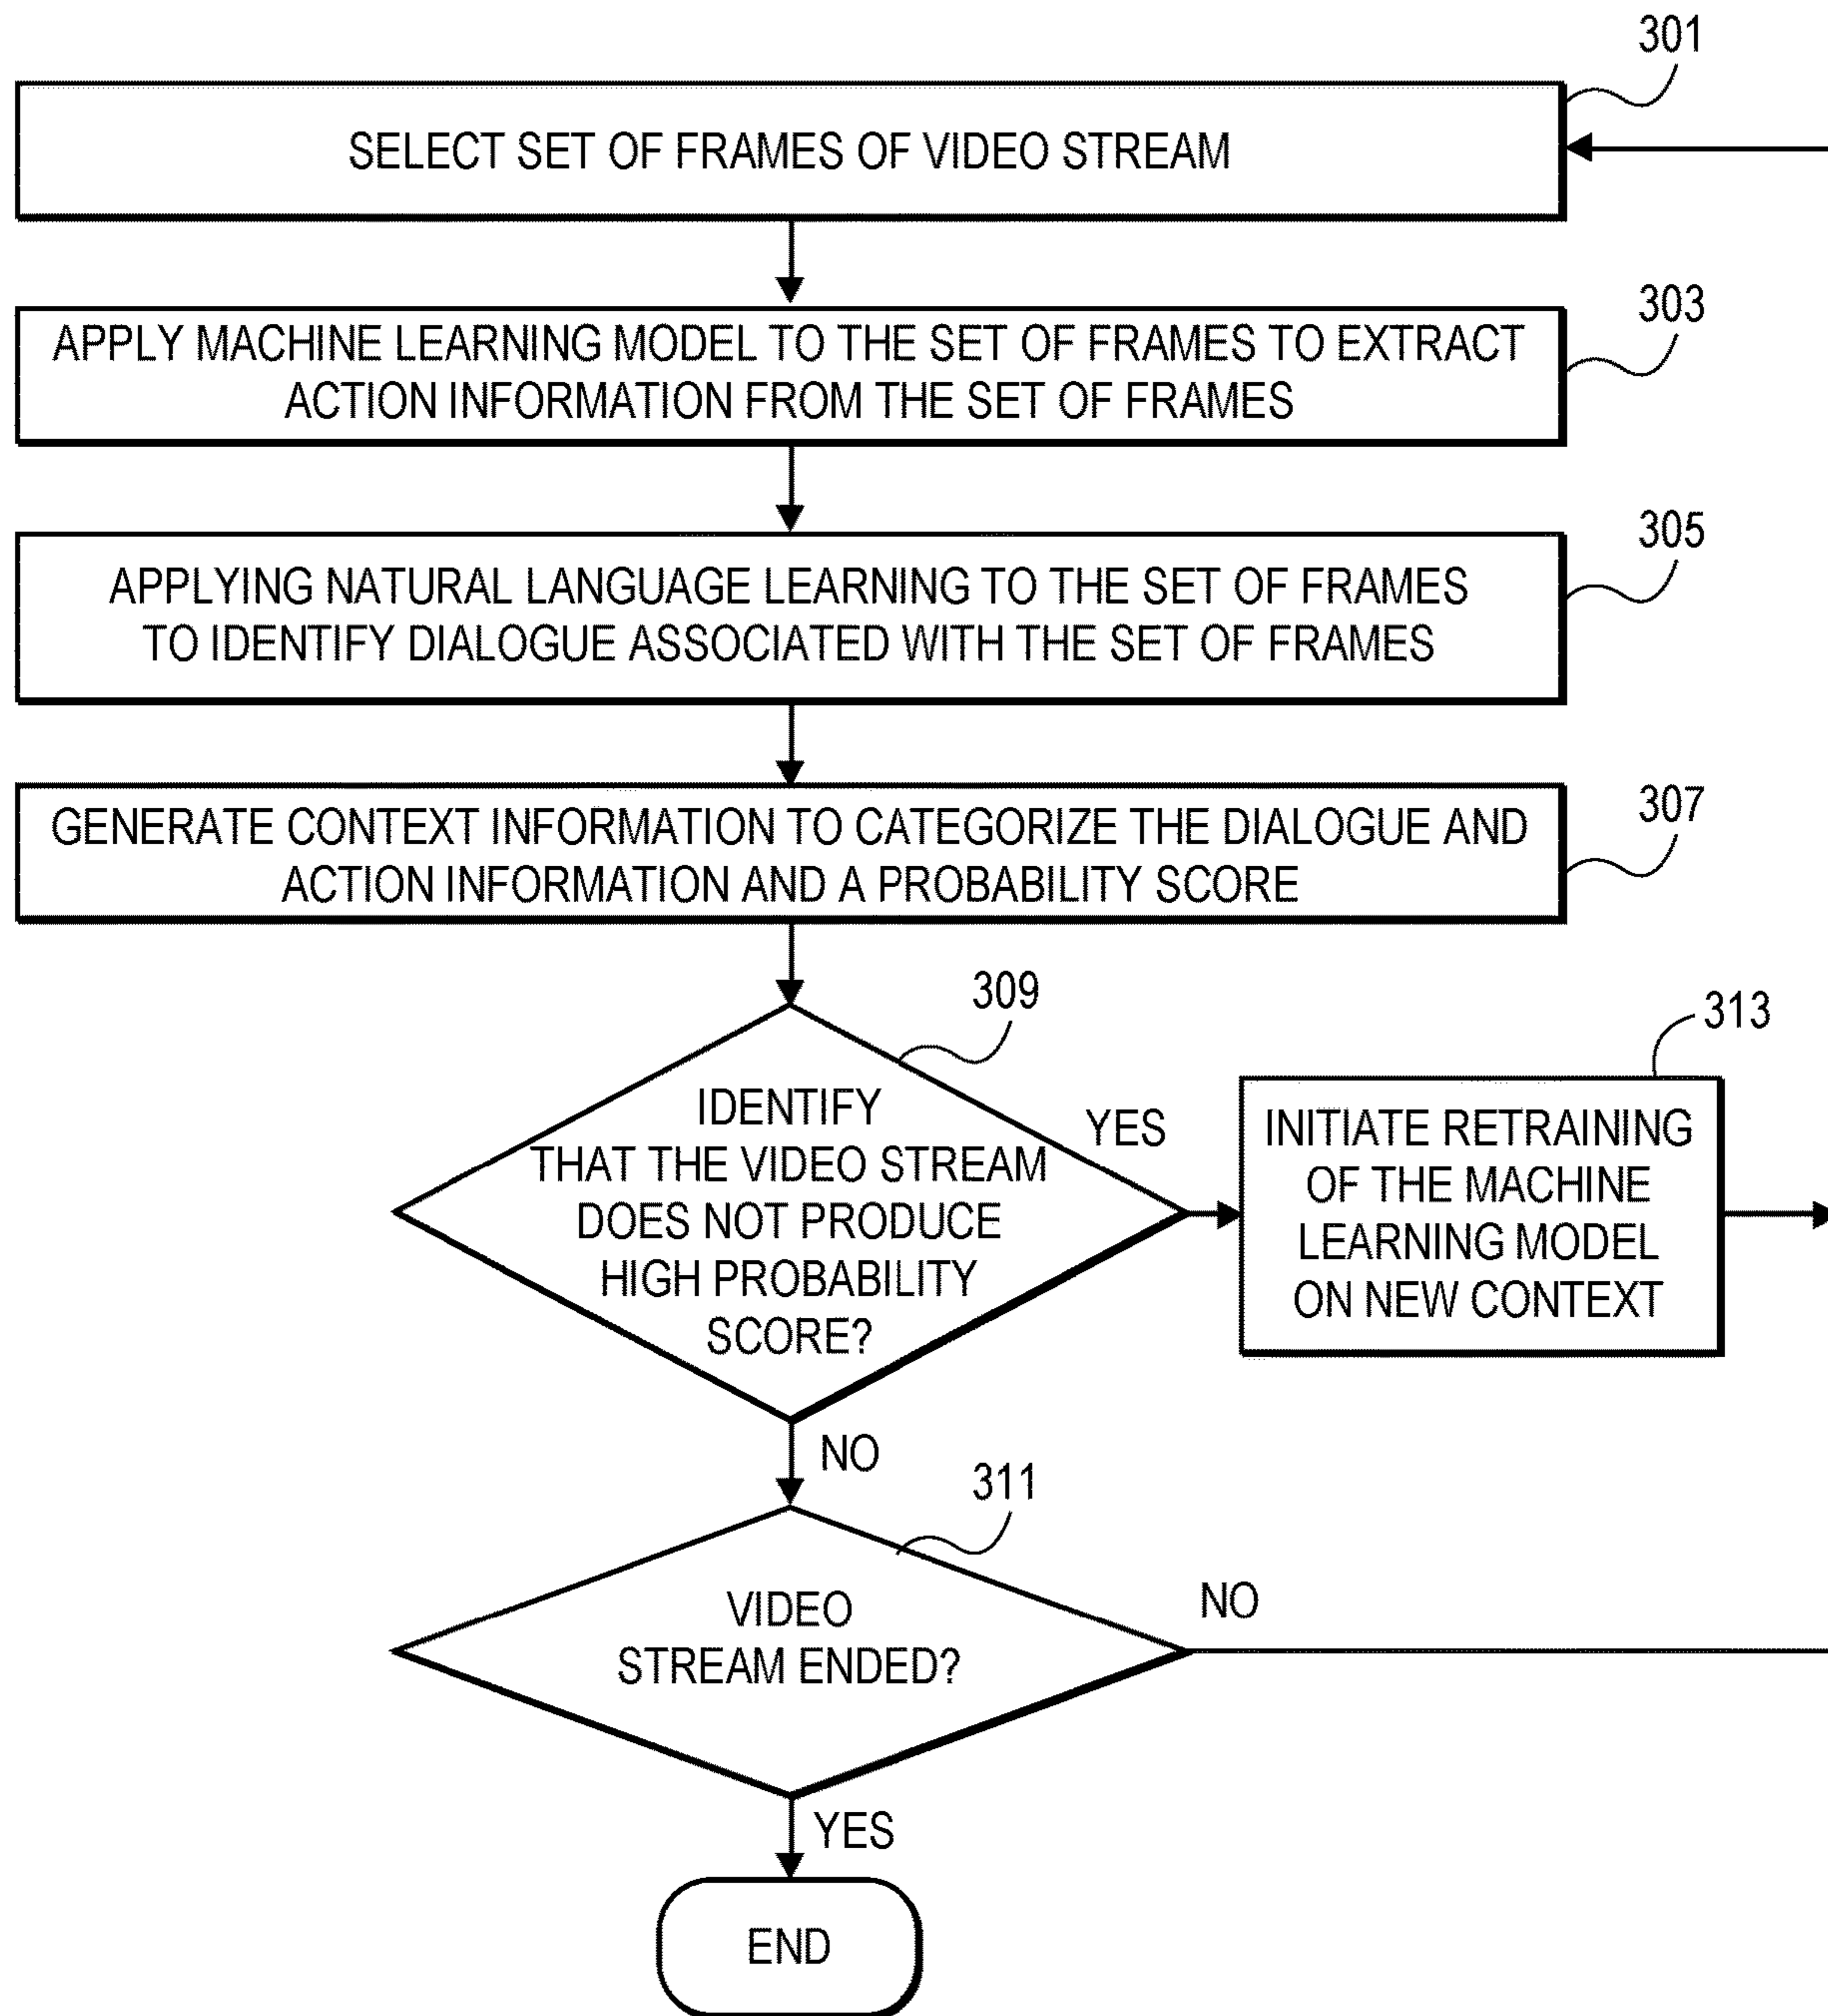 301
SELECT SET OF FRAMES OF VIDEO STREAM
303
APPLY MACHINE LEARNING MODEL TO THE SET OF FRAMES TO EXTRACT
ACTION INFORMATION FROM THE SET OF FRAMES
305
APPLYING NATURAL LANGUAGE LEARNING TO THE SET OF FRAMES
TO IDENTIFY DIALOGUE ASSOCIATED WITH THE SET OF FRAMES
307
GENERATE CONTEXT INFORMATION TO CATEGORIZE THE DIALOGUE AND
ACTION INFORMATION AND A PROBABILITY SCORE
309
IDENTIFY
THAT THE VIDEO STREAM
DOES NOT PRODUCE
HIGH PROBABILITY
SCORE?
YES
313
INITIATE RETRAINING
OF THE MACHINE
LEARNING MODEL
ON NEW CONTEXT
NO
311
VIDEO
STREAM ENDED?
NO
YES
END